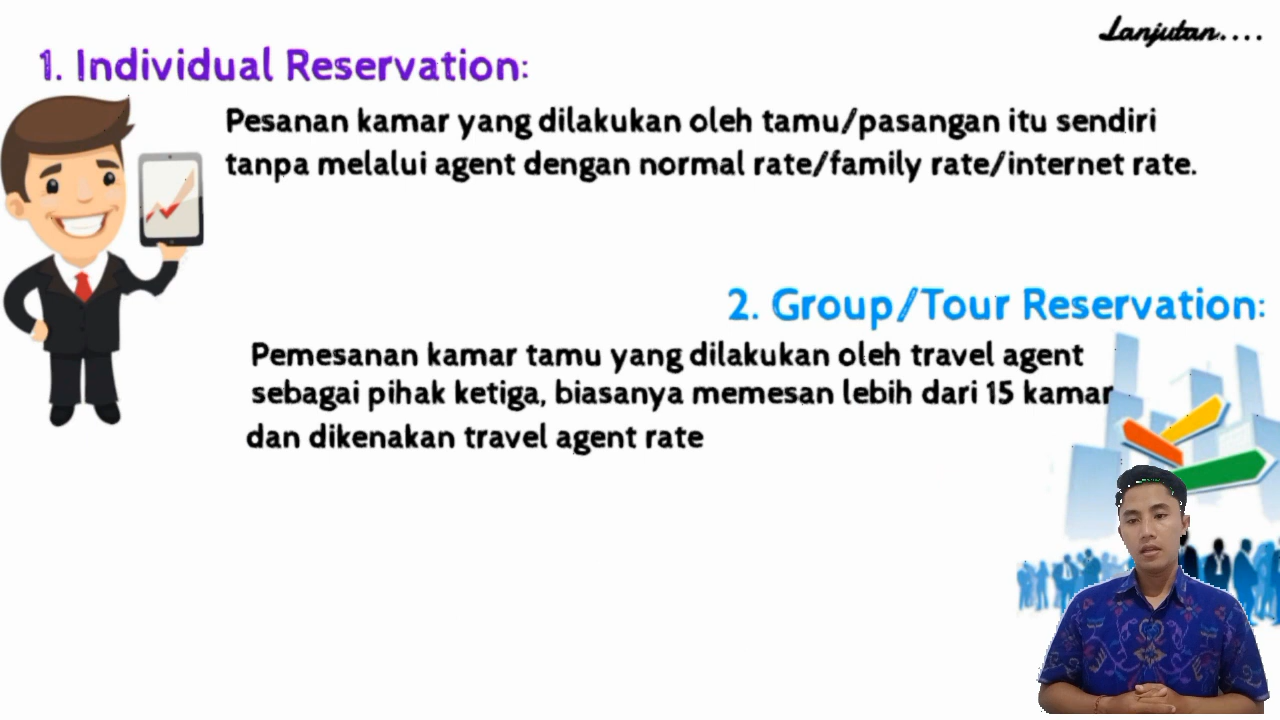 Lanjutan....
1. Individual Reservation:
Pesanan kamar yang dilakukan oleh tamu/pasangan itu sendiri
tanpa melalui agent dengan normal rate/family rate/internet rate.
2. Group/Tour Reservation:
Pemesanan kamar tamu yang dilakukan oleh travel agent
sebagai pihak ketiga, biasanya memesan lebih dari 15 kamar
dan dikenakan travel agent rate